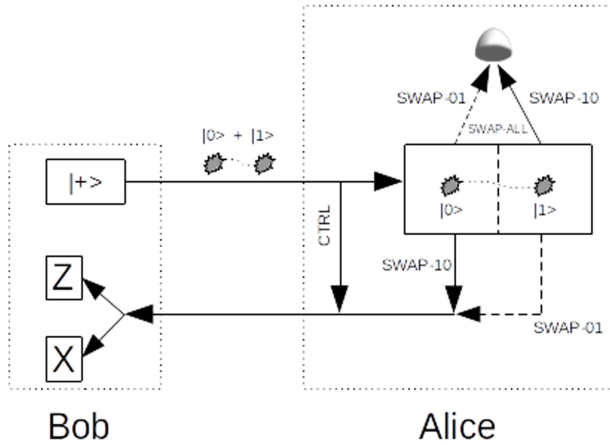 SWAP-01
SWAP-10
SWAP-ALL
|0> + |1>
|+>
|0>
|1>
CTRL
SWAP-10
Z
SWAP-01
X
Bob
Alice